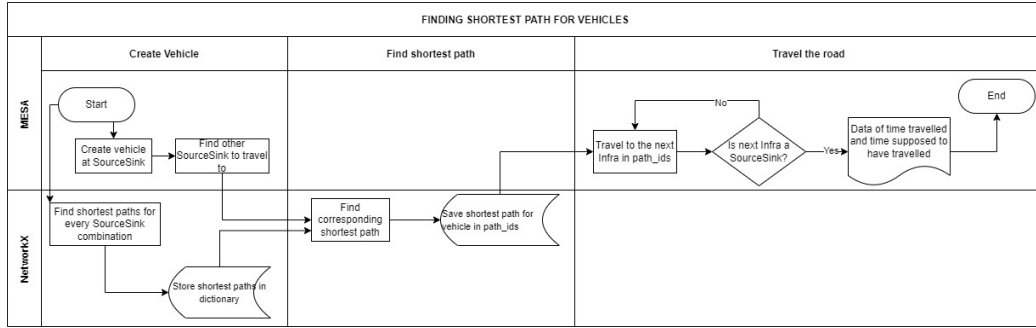 FINDING SHORTEST PATH FOR VEHICLES
Create Vehicle
Find shortest path
Travel the road
MESA
Start
Create vehicle
at SourceSink
Find other
SourceSink to travel
to
No
Travel to the next
Infra in path_ids
Is next Infra a
SourceSink?
Yes
Data of time travelled
and time supposed to
have travelled
End
NetworkX
Find shortest paths for
every SourceSink
combination
Store shortest paths in
dictionary
Find
corresponding
shortest path
Save shortest path for
vehicle in path_ids